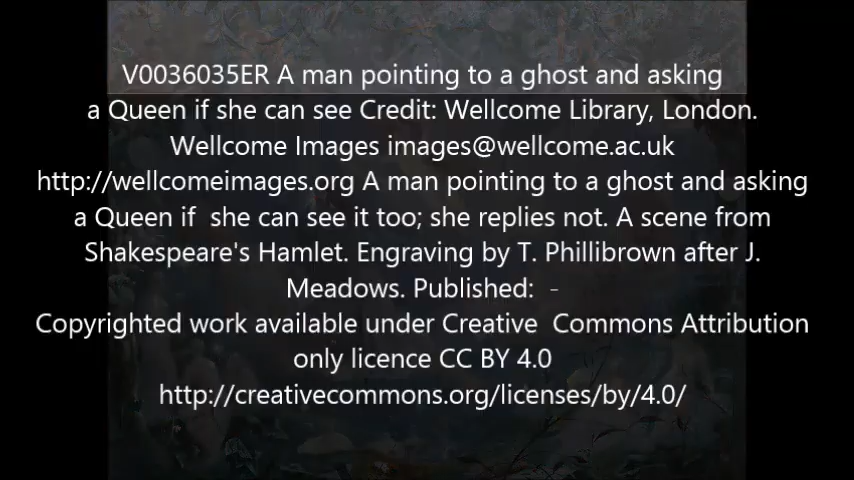 V0036035ER A man pointing to a ghost and asking
a Queen if she can see Credit: Wellcome Library, London.
Wellcome Images images@wellcome.ac.uk
http://wellcomeimages.org A man pointing to a ghost and asking
a Queen if  she can see it too; she replies not. A scene from
Shakespeare's Hamlet. Engraving by T. Phillibrown after J.
Meadows. Published:  -
Copyrighted work available under Creative  Commons Attribution
only licence CC BY 4.0
http://creativecommons.org/licenses/by/4.0/